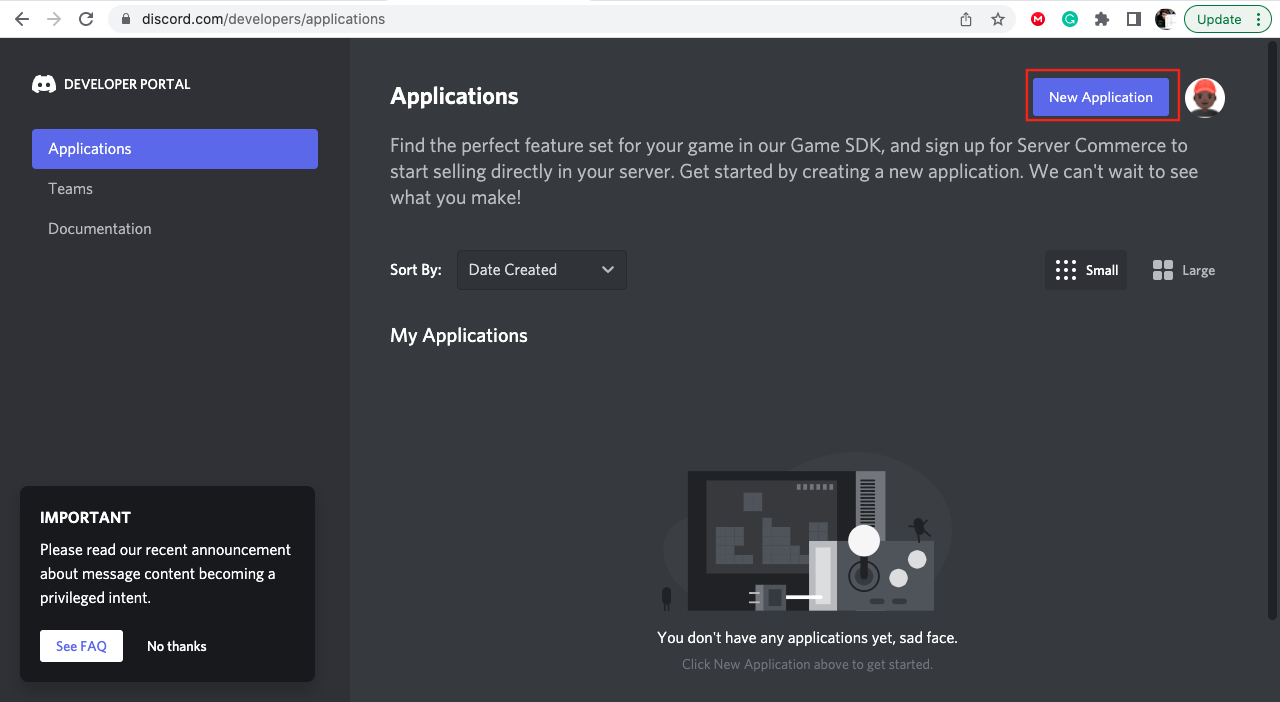 discord.com/developers/applications
Update
DEVELOPER PORTAL
Applications
Teams
Documentation
Applications
New Application
Find the perfect feature set for your game in our Game SDK, and sign up for Server Commerce to
start selling directly in your server. Get started by creating a new application. We can't wait to see
what you make!
Sort By:
Date Created
Small
Large
My Applications
You don't have any applications yet, sad face.
Click New Application above to get started.
IMPORTANT
Please read our recent announcement
about message content becoming a
privileged intent.
See FAQ
No thanks